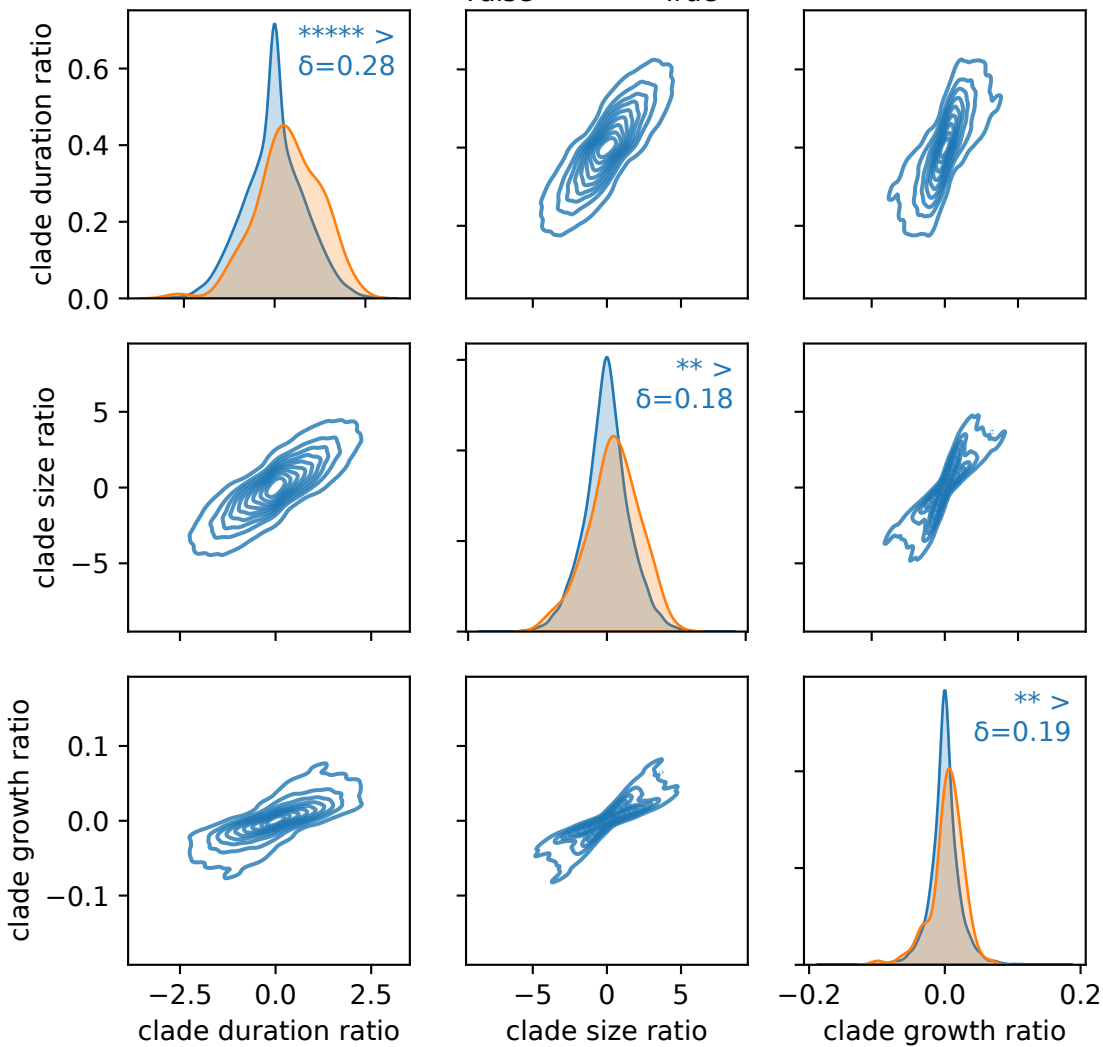 clade duration ratio
0.6
0.4
0.2
0.0
***** >
δ=0.28
clade size ratio
5
0
−5
** >
δ=0.18
clade growth ratio
0.1
0.0
−0.1
** >
δ=0.19
−2.5 0.0 2.5
−5 0 5
−0.2 0.0 0.2
clade duration ratio
clade size ratio
clade growth ratio